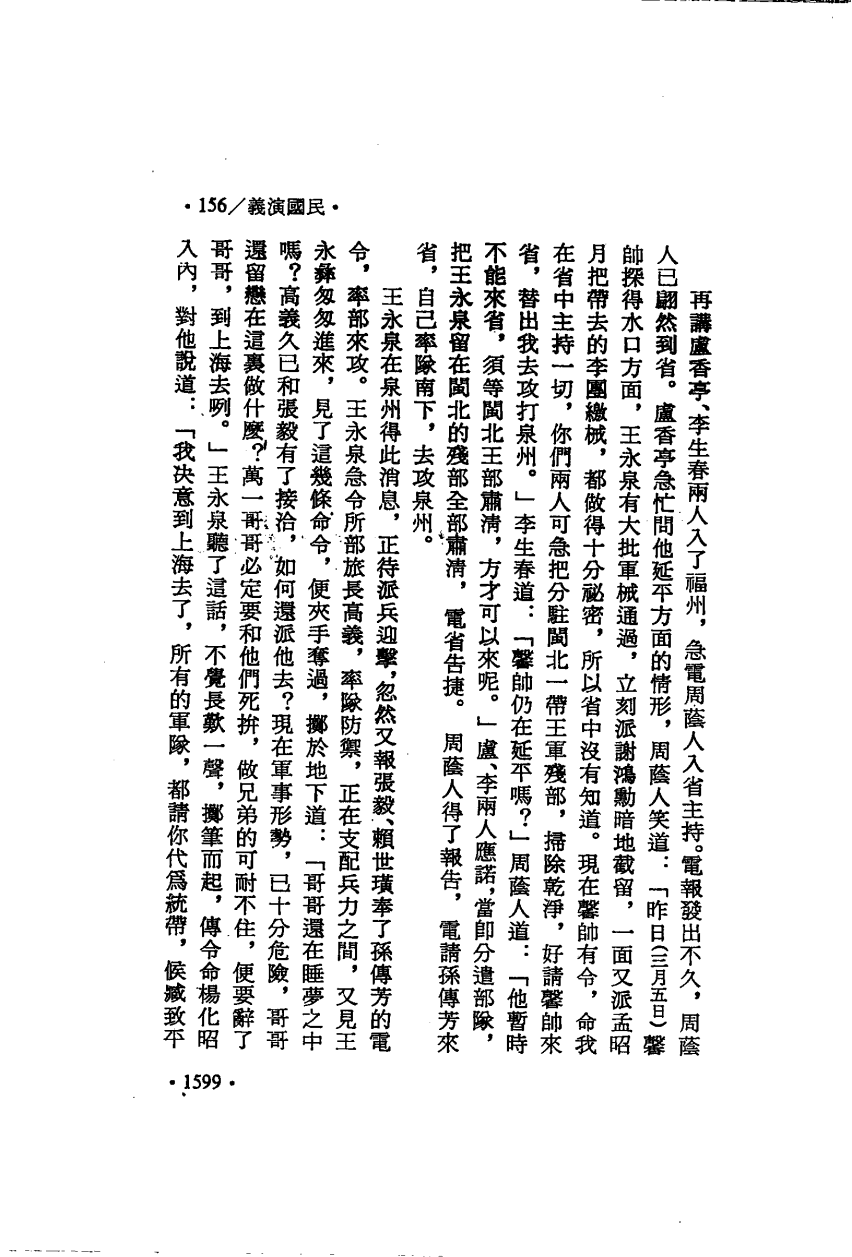 •156／義演國民•
再講盧香亭、李生春兩人入了福州，急電周蔭人入省主持。電報發出不久，周蔭
人已翩然到省。盧香亭急忙問他延平方面的情形，周蔭人笑道：「昨日（三月五日）馨
帥探得水口方面，王永泉有大批軍械通過，立刻派謝鴻勳暗地截留，一面又派孟昭
月把帶去的李團繳械，都做得十分祕密，所以省中沒有知道。現在馨帥有令，命我
在省中主持一切，你們兩人可急把分駐閩北一帶王軍殘部，掃除乾淨，好請馨帥來
省，替出我去攻打泉州。」李生春道：「馨帥仍在延平嗎？」周蔭人道：「他暫時
不能來省，須等閩北王部肅清，方才可以來呢。」盧、李兩人應諾，當卽分遣部隊，
把王永泉留在閩北的殘部全部肅清，電省告捷。周蔭人得了報告，電請孫傳芳來
省，自己率隊南下，去攻泉州。
王永泉在泉州得此消息，正待派兵迎擊，忽然又報張毅、賴世璜奉了孫傳芳的電
令，率部來攻。王永泉急令所部旅長高義，率隊防禦，正在支配兵力之間，又見王
永彝匆匆進來，見了這幾條命令，便夾手奪過，擲於地下道：「哥哥還在睡夢之中
嗎？高義久已和張毅有了接洽，如何還派他去？現在軍事形勢，已十分危險，哥哥
還留戀在這裏做什麼？萬一哥哥必定要和他們死拚，做兄弟的可耐不住，便要辭了
哥哥，到上海去咧。」王永泉聽了這話，不覺長歎一聲，擲筆而起，傳令命楊化昭
入內，對他說道：「我決意到上海去了，所有的軍隊，都請你代爲統帶，候臧致平
•1599•